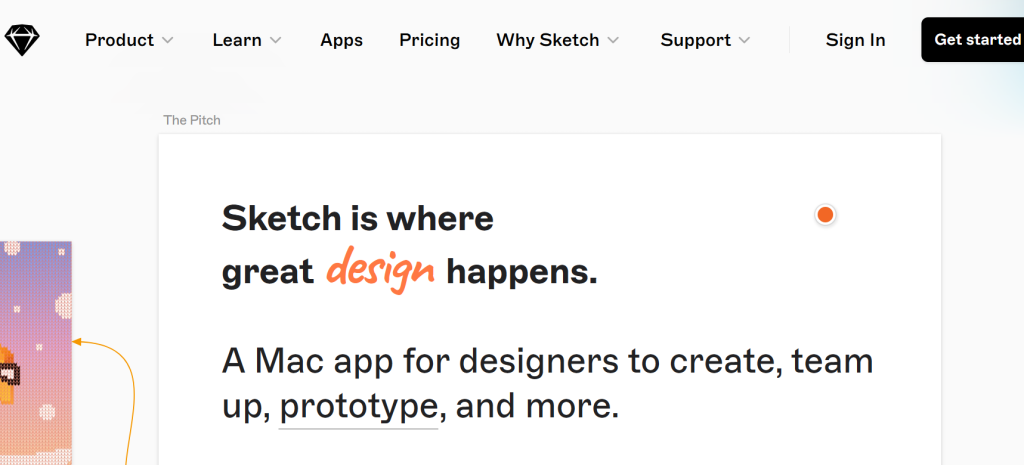 Product Learn Apps Pricing Why Sketch Support Sign In Get started
The Pitch
Sketch is where
great design happens.
A Mac app for designers to create, team
up, prototype, and more.